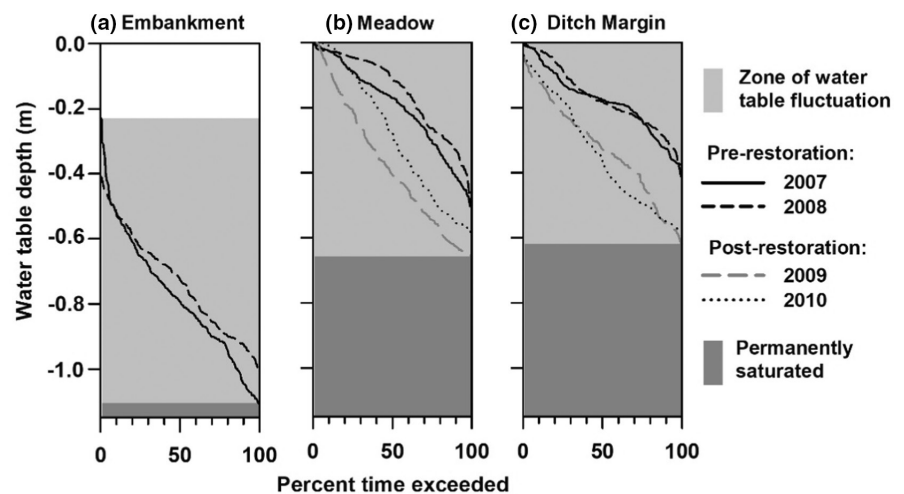 (a) Embankment
(b) Meadow
(c) Ditch Margin
Water table depth (m)
0.0
-0.2
-0.4
-0.6
-0.8
-1.0
0 50 100
0 50 100
0 50 100
Percent time exceeded
Zone of water
table fluctuation
Pre-restoration:
2007
2008
Post-restoration:
2009
2010
Permanently
saturated